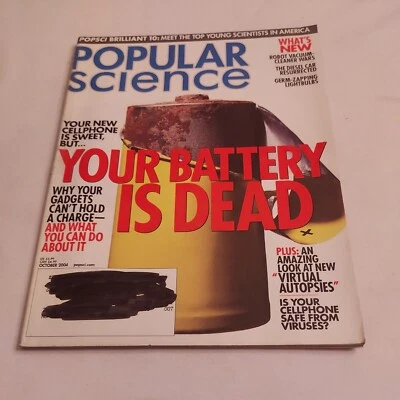 POPSCI BRILLIANT 10: MEET THE TOP YOUNG SCIENTISTS IN AMERICA
POPULAR
SCIENCE
WHAT'S
NEW
ROBOT VACUUM-
CLEANER WARS
THE DIESEL CAR
RESURRECTED
GERM-ZAPPING
LIGHTBULBS
YOUR NEW
CELLPHONE
IS SWEET,
BUT...
YOUR BATTERY
IS DEAD
WHY YOUR
GADGETS
CAN'T HOLD
A CHARGE—
AND WHAT
YOU CAN DO
ABOUT IT
OCTOBER 2004 popsci.com
OCT
PLUS: AN
AMAZING
LOOK AT NEW
"VIRTUAL
AUTOPSIES"
IS YOUR
CELLPHONE
SAFE FROM
VIRUSES?